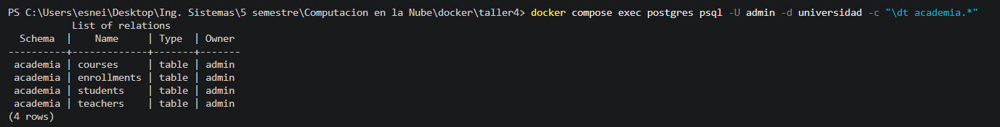 PS C:\Users\esnei\Desktop\Ing. Sistemas\5 semestre\Computacion en la Nube\docker\taller4> docker compose exec postgres psql -U admin -d universidad -c "\dt academia.*"
           List of relations
  Schema  |    Name     | Type  | Owner
----------+-------------+-------+-------
 academia | courses     | table | admin
 academia | enrollments | table | admin
 academia | students    | table | admin
 academia | teachers    | table | admin
(4 rows)